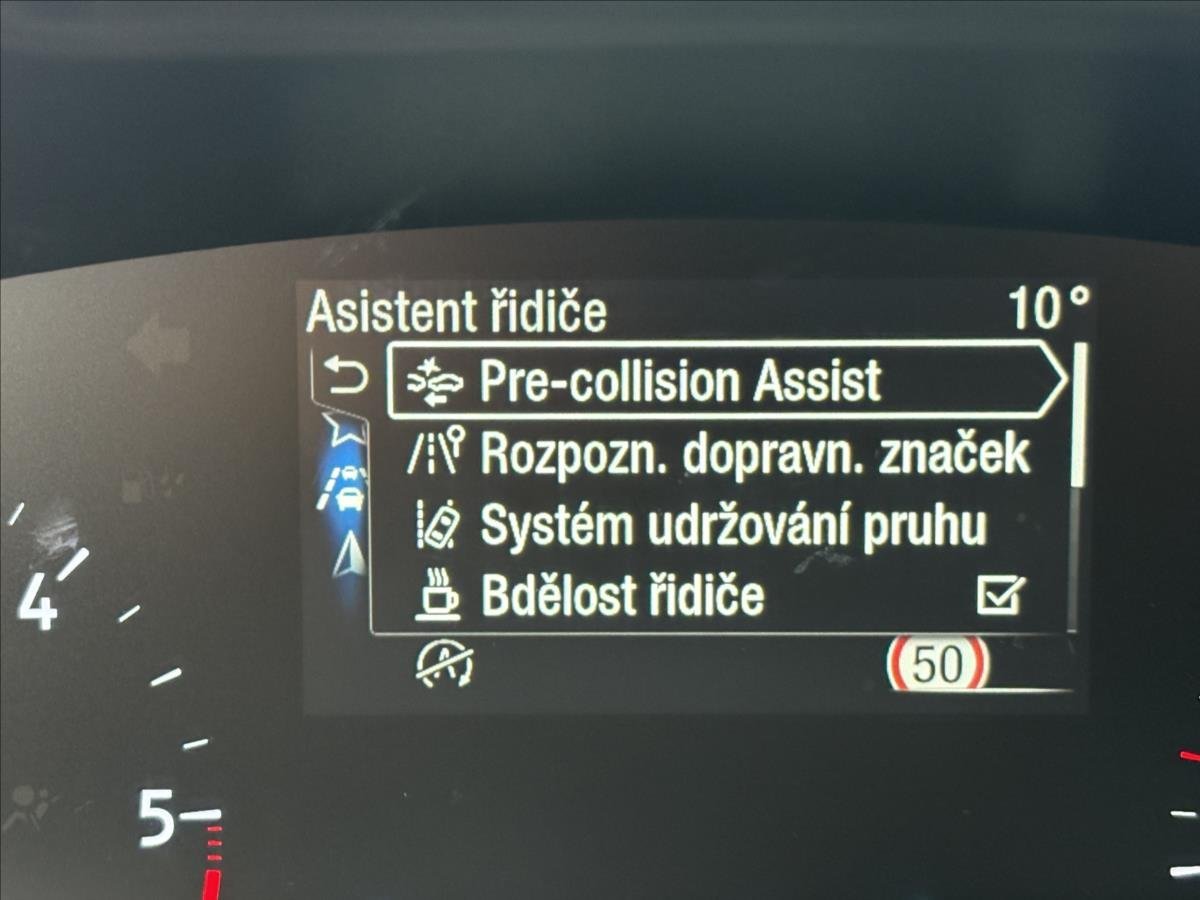 Asistent řidiče 10°
Pre-collision Assist
Rozpozn. dopravn. značek
Systém udržování pruhu
Bdělost řidiče
50
4
5